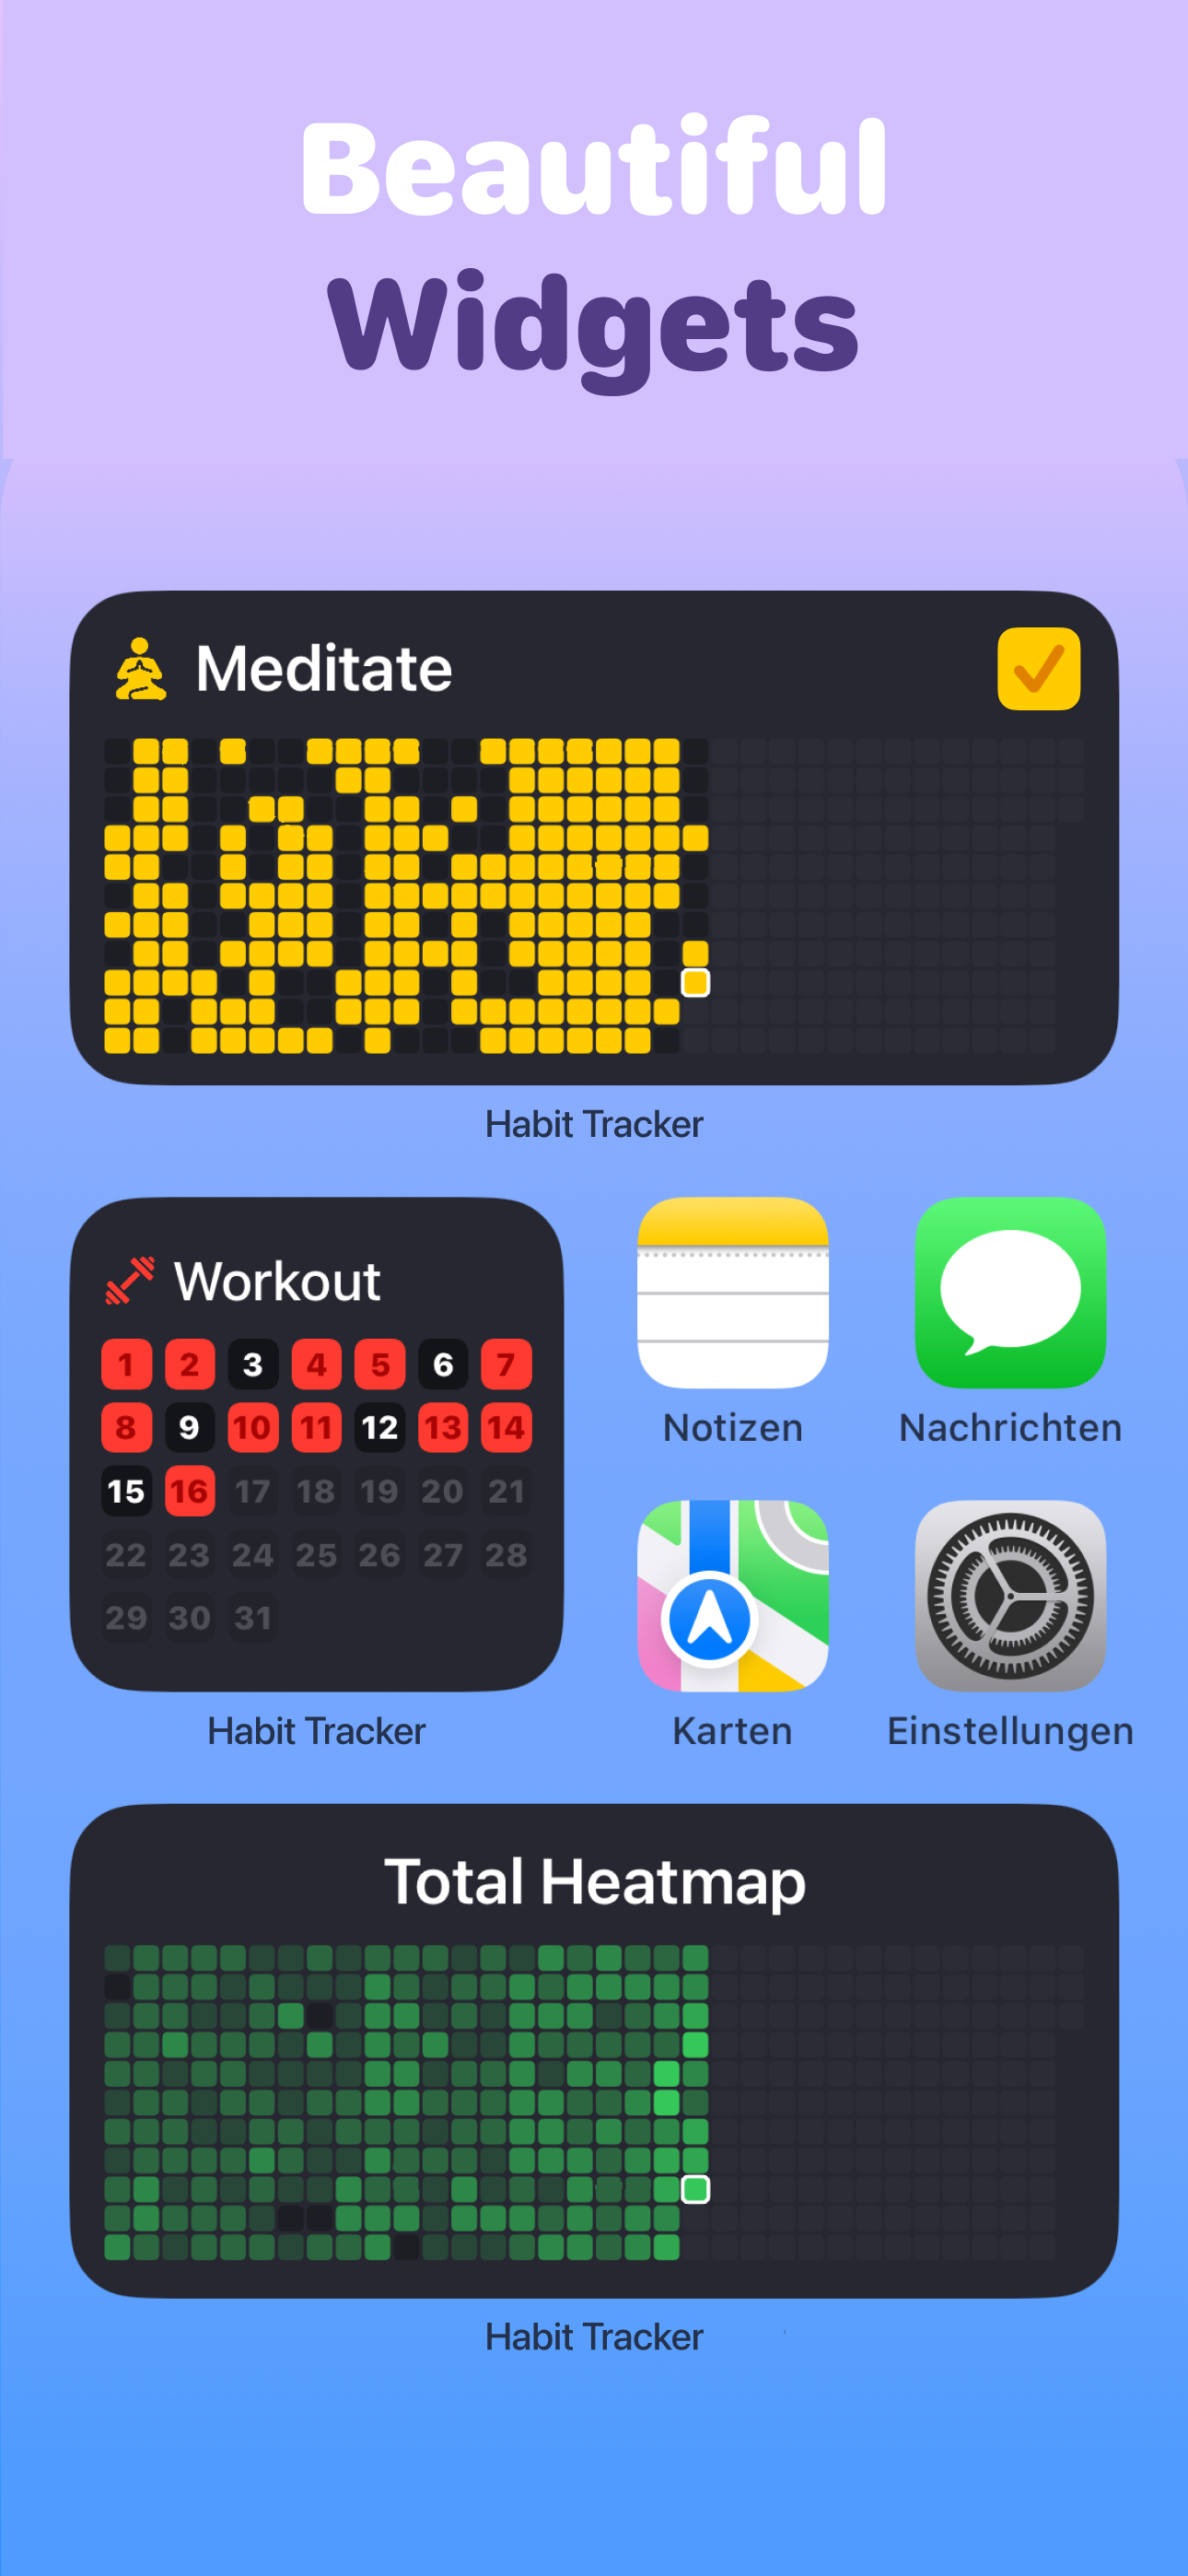 Beautiful
Widgets
Meditate
Habit Tracker
Workout
1 2 3 4 5 6 7
8 9 10 11 12 13 14
15 16 17 18 19 20 21
22 23 24 25 26 27 28
29 30 31
Habit Tracker
Notizen
Nachrichten
Karten
Einstellungen
Total Heatmap
Habit Tracker